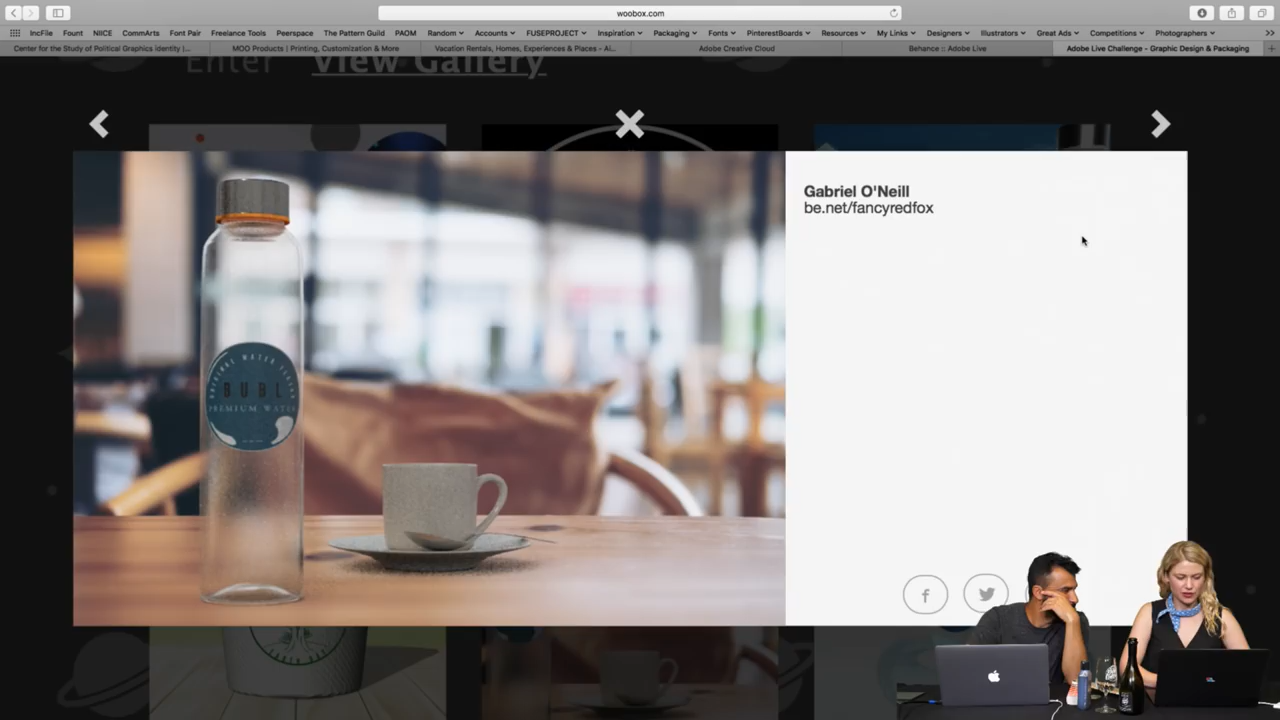 woobox.com
IncFile Fount NIICE CommArts Font Pair Freelance Tools Peerspace The Pattern Guild PAOM Random Accounts FUSEPROJECT Inspiration Packaging Fonts PinterestBoards Resources My Links Designers Illustrators Great Ads Competitions Photographers
Center for the Study of Political Graphics identity |... MOO Products | Printing, Customization & More Vacation Rentals, Homes, Experiences & Places - Ai... Adobe Creative Cloud Behance :: Adobe Live Adobe Live Challenge - Graphic Design & Packaging
Enter View Gallery
Gabriel O'Neill
be.net/fancyredfox
BUBL
PREMIUM WATER